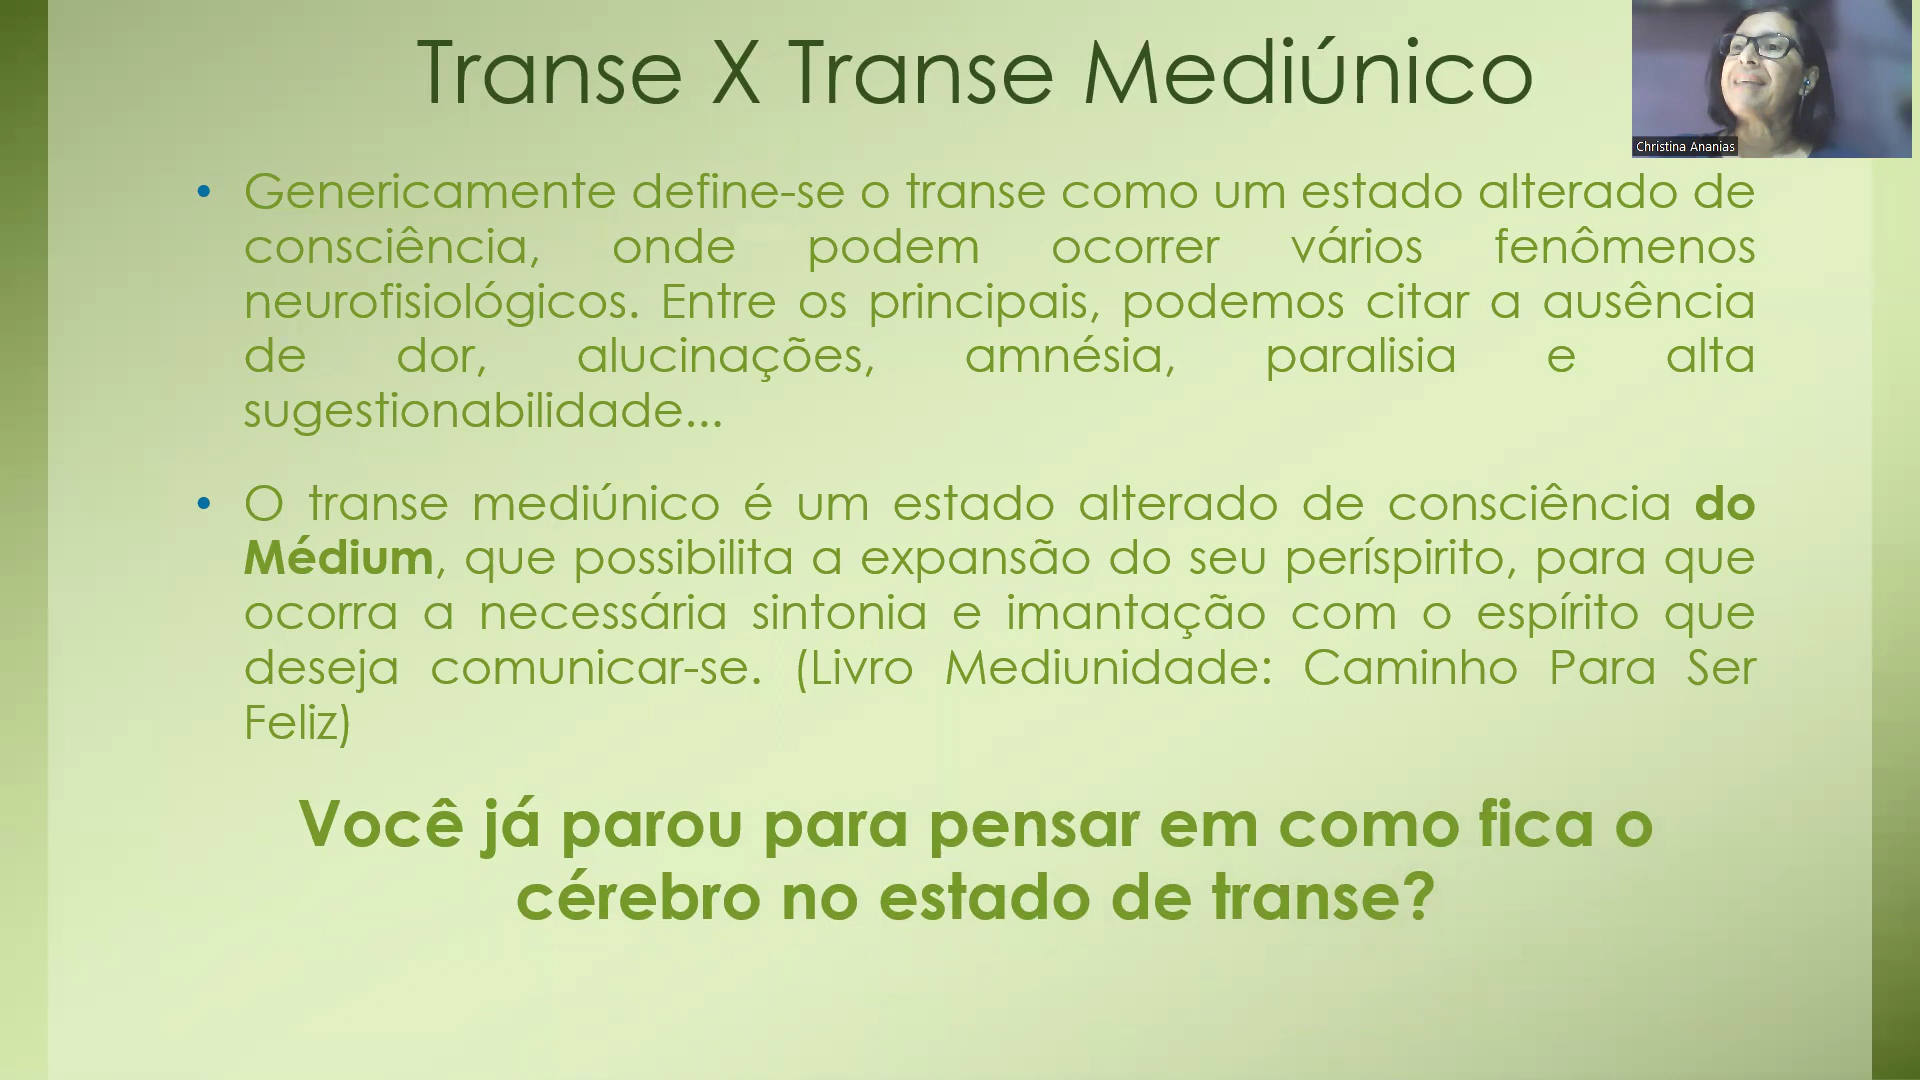 Transe X Transe Mediúnico
Christina Ananias
• Genericamente define-se o transe como um estado alterado de
consciência, onde podem ocorrer vários fenômenos
neurofisiológicos. Entre os principais, podemos citar a ausência
de dor, alucinações, amnésia, paralisia e alta
sugestionabilidade...
• O transe mediúnico é um estado alterado de consciência do
Médium, que possibilita a expansão do seu períspirito, para que
ocorra a necessária sintonia e imantação com o espírito que
deseja comunicar-se. (Livro Mediunidade: Caminho Para Ser
Feliz)
Você já parou para pensar em como fica o
cérebro no estado de transe?